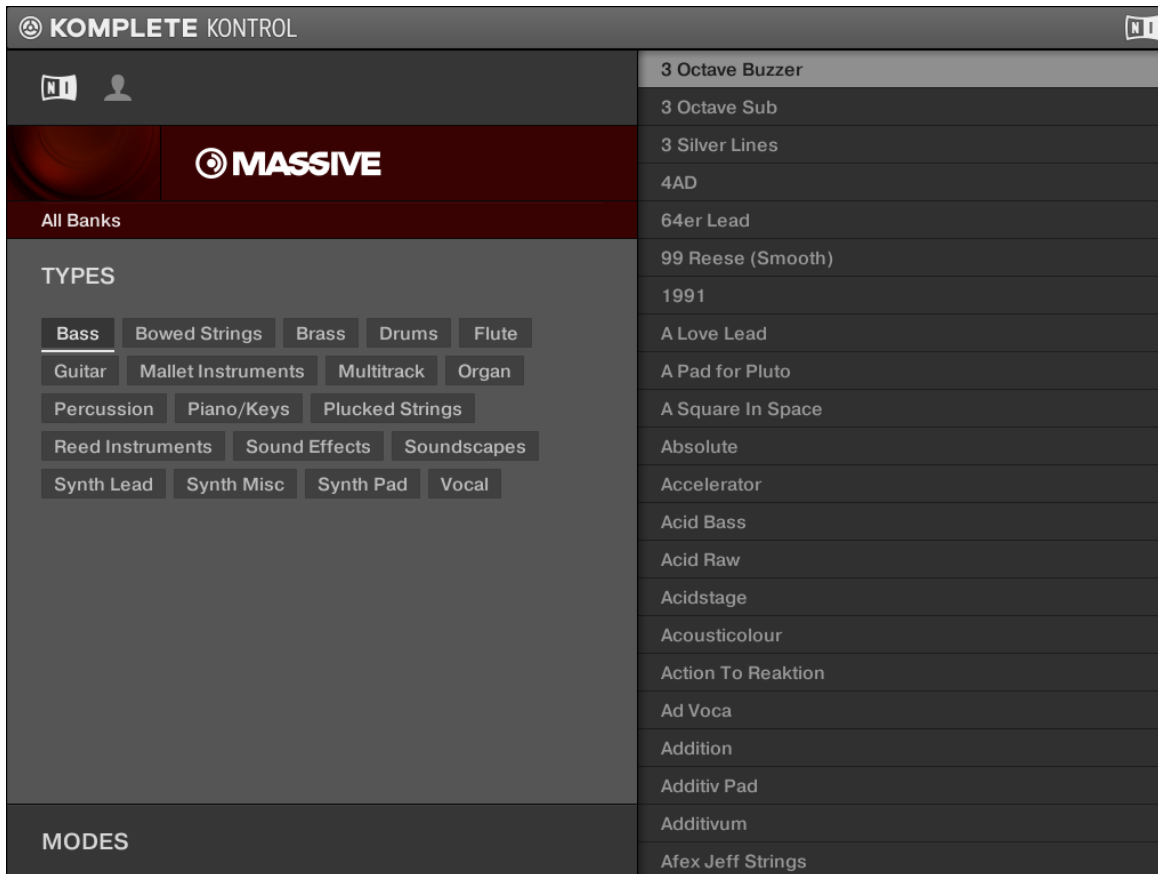 KOMPLETE KONTROL
NI
NI
MASSIVE
All Banks
TYPES
Bass Bowed Strings Brass Drums Flute
Guitar Mallet Instruments Multitrack Organ
Percussion Piano/Keys Plucked Strings
Reed Instruments Sound Effects Soundscapes
Synth Lead Synth Misc Synth Pad Vocal
MODES
3 Octave Buzzer
3 Octave Sub
3 Silver Lines
4AD
64er Lead
99 Reese (Smooth)
1991
A Love Lead
A Pad for Pluto
A Square In Space
Absolute
Accelerator
Acid Bass
Acid Raw
Acidstage
Acousticolour
Action To Reaktion
Ad Voca
Addition
Additiv Pad
Additivum
Afex Jeff Strings